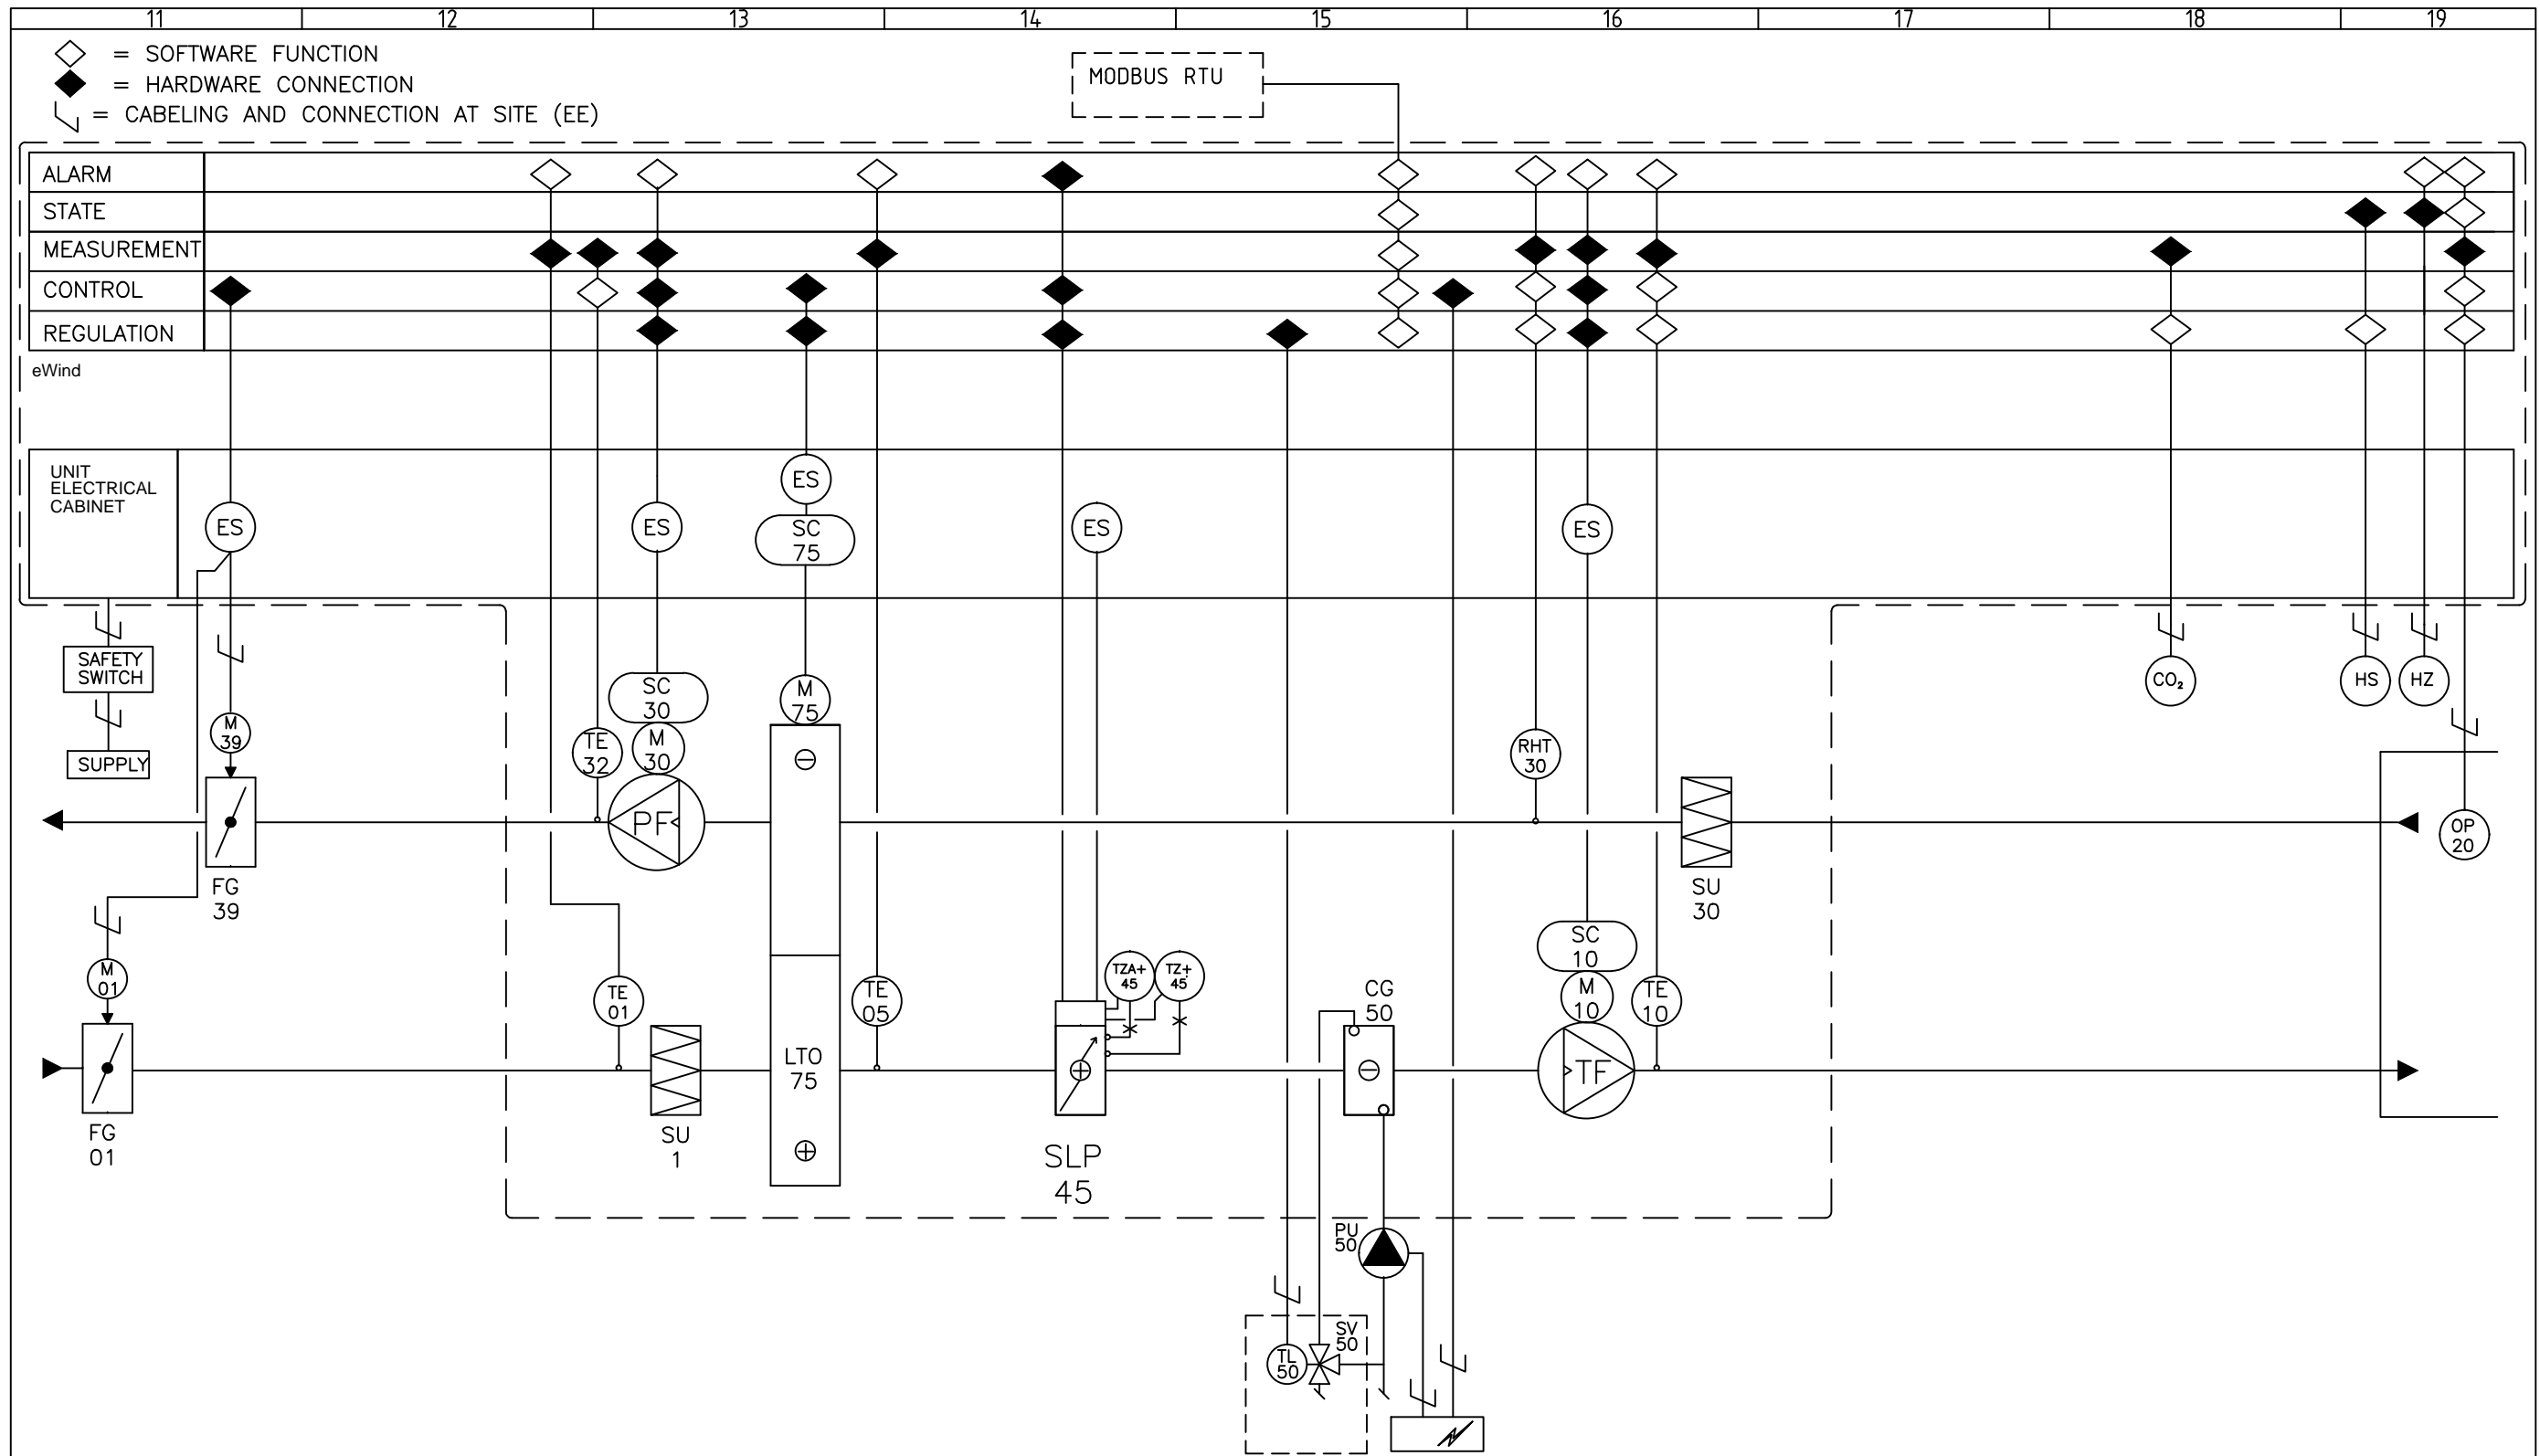 11 12 13 14 15 16 17 18 19
= SOFTWARE FUNCTION
= HARDWARE CONNECTION
= CABELING AND CONNECTION AT SITE (EE)
MODBUS RTU
ALARM
STATE
MEASUREMENT
CONTROL
REGULATION
eWind
UNIT
ELECTRICAL
CABINET
ES
ES
ES
SC
75
ES
ES
SAFETY
SWITCH
SUPPLY
M
39
TE
32
SC
30
M
30
M
75
RHT
30
CO₂
HS
HZ
PF
OP
20
FG
39
SU
30
M
01
TE
01
TE
05
TZA+
45
TZ+
45
CG
50
SC
10
M
10
TE
10
LTO
75
TF
FG
01
SU
1
SLP
45
PU
50
SV
50
TL
50